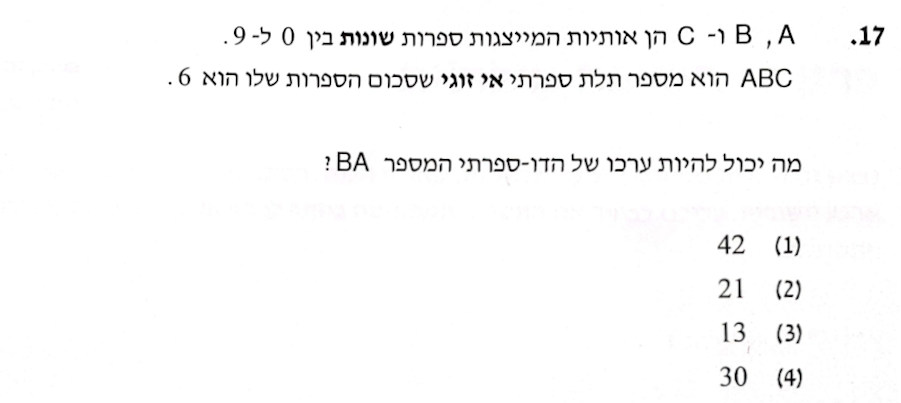 17. A, B ו- C הן אותיות המייצגות ספרות שונות בין 0 ל- 9.
ABC הוא מספר תלת ספרתי אי זוגי שסכום הספרות שלו הוא 6.
מה יכול להיות ערכו של הדו-ספרתי המספר BA?
(1) 42
(2) 21
(3) 13
(4) 30